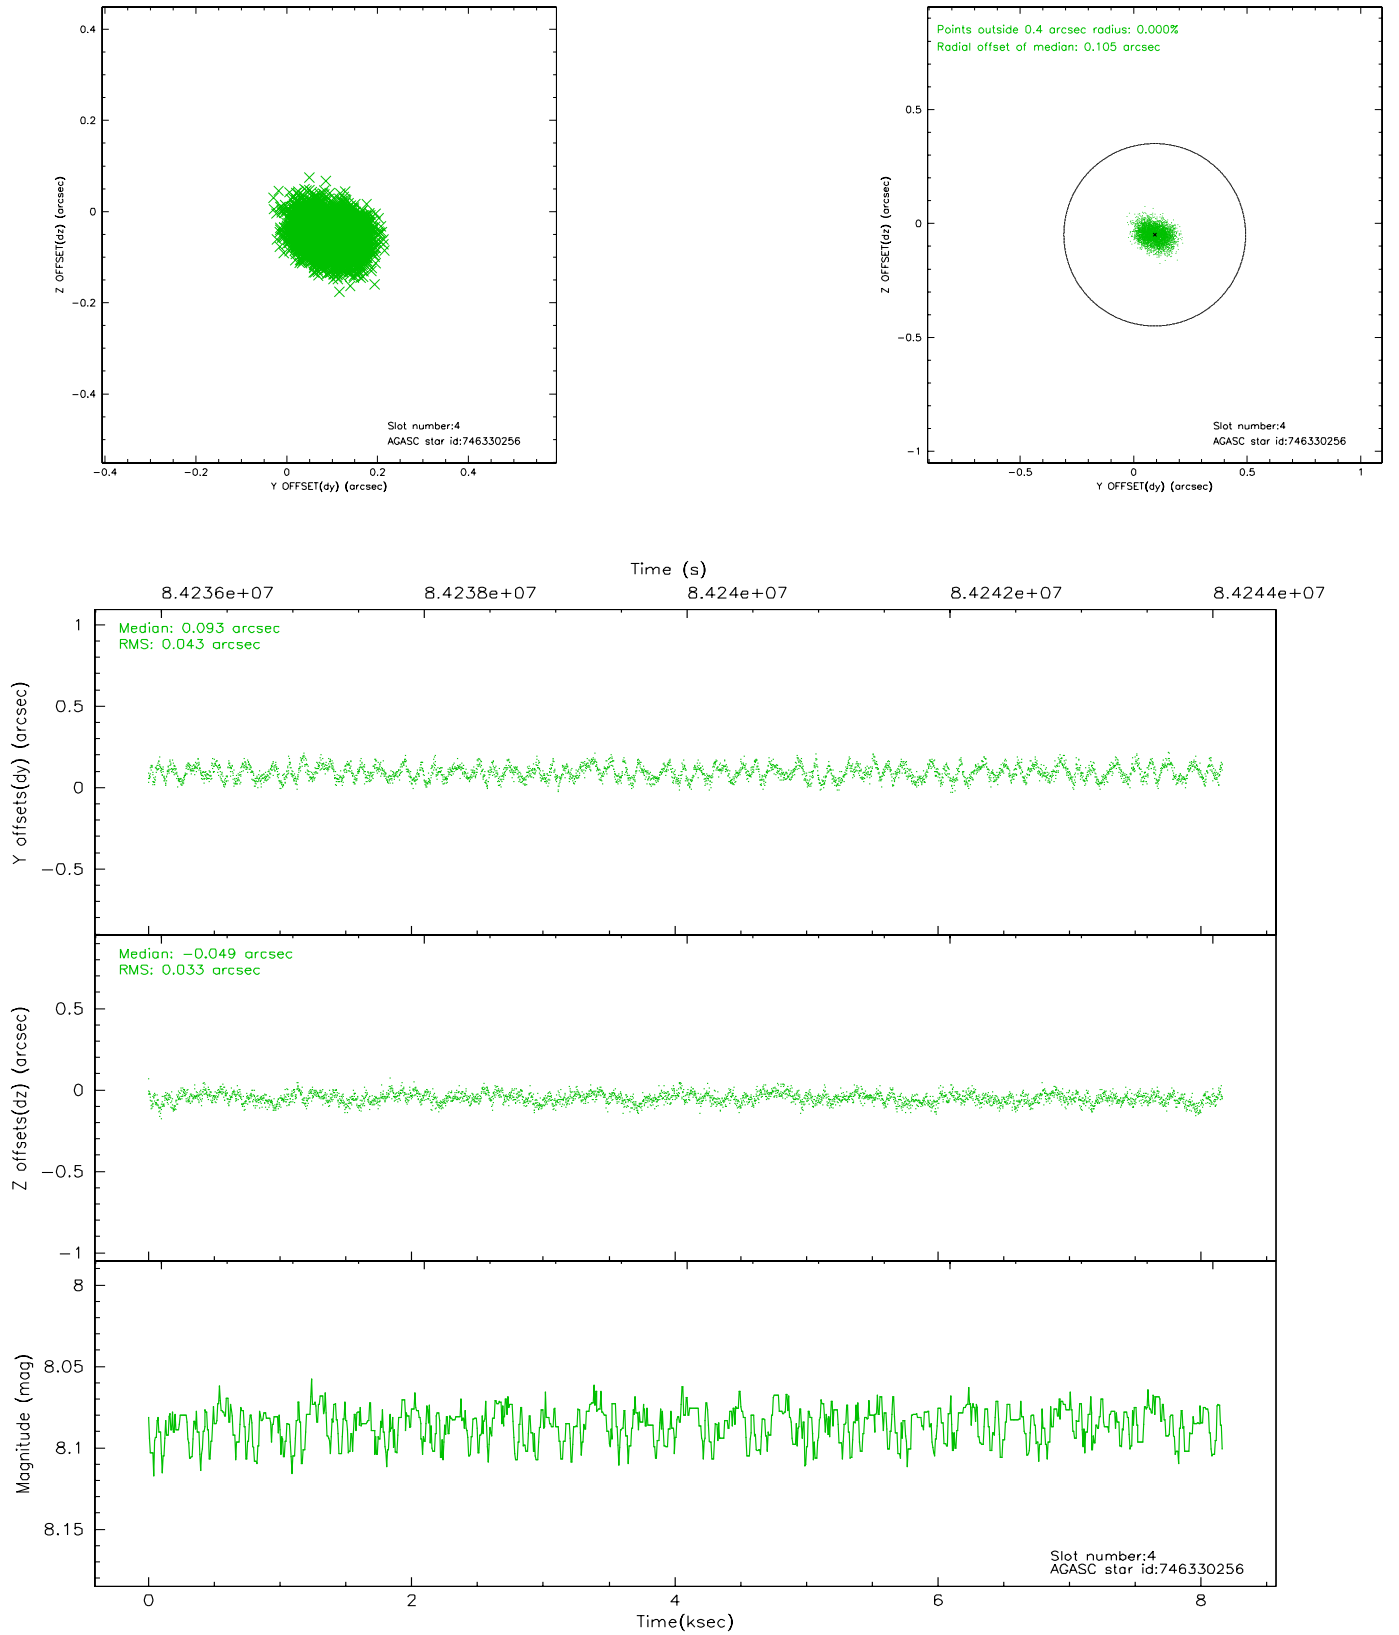 0.4
0.2
0
−0.2
−0.4
Z OFFSET(dz) (arcsec)
Slot number:4
AGASC star id:746330256
−0.4 −0.2 0 0.2 0.4
Y OFFSET(dy) (arcsec)
Points outside 0.4 arcsec radius: 0.000%
Radial offset of median: 0.105 arcsec
0.5
0
−0.5
−1
Z OFFSET(dz) (arcsec)
Slot number:4
AGASC star id:746330256
−0.5 0 0.5 1
Y OFFSET(dy) (arcsec)
Time (s)
8.4236e+07 8.4238e+07 8.424e+07 8.4242e+07 8.4244e+07
Median: 0.093 arcsec
RMS: 0.043 arcsec
1
0.5
0
−0.5
Y offsets(dy) (arcsec)
Median: −0.049 arcsec
RMS: 0.033 arcsec
0.5
0
−0.5
−1
Z offsets(dz) (arcsec)
8
8.05
8.1
8.15
Magnitude (mag)
Slot number:4
AGASC star id:746330256
0 2 4 6 8
Time(ksec)